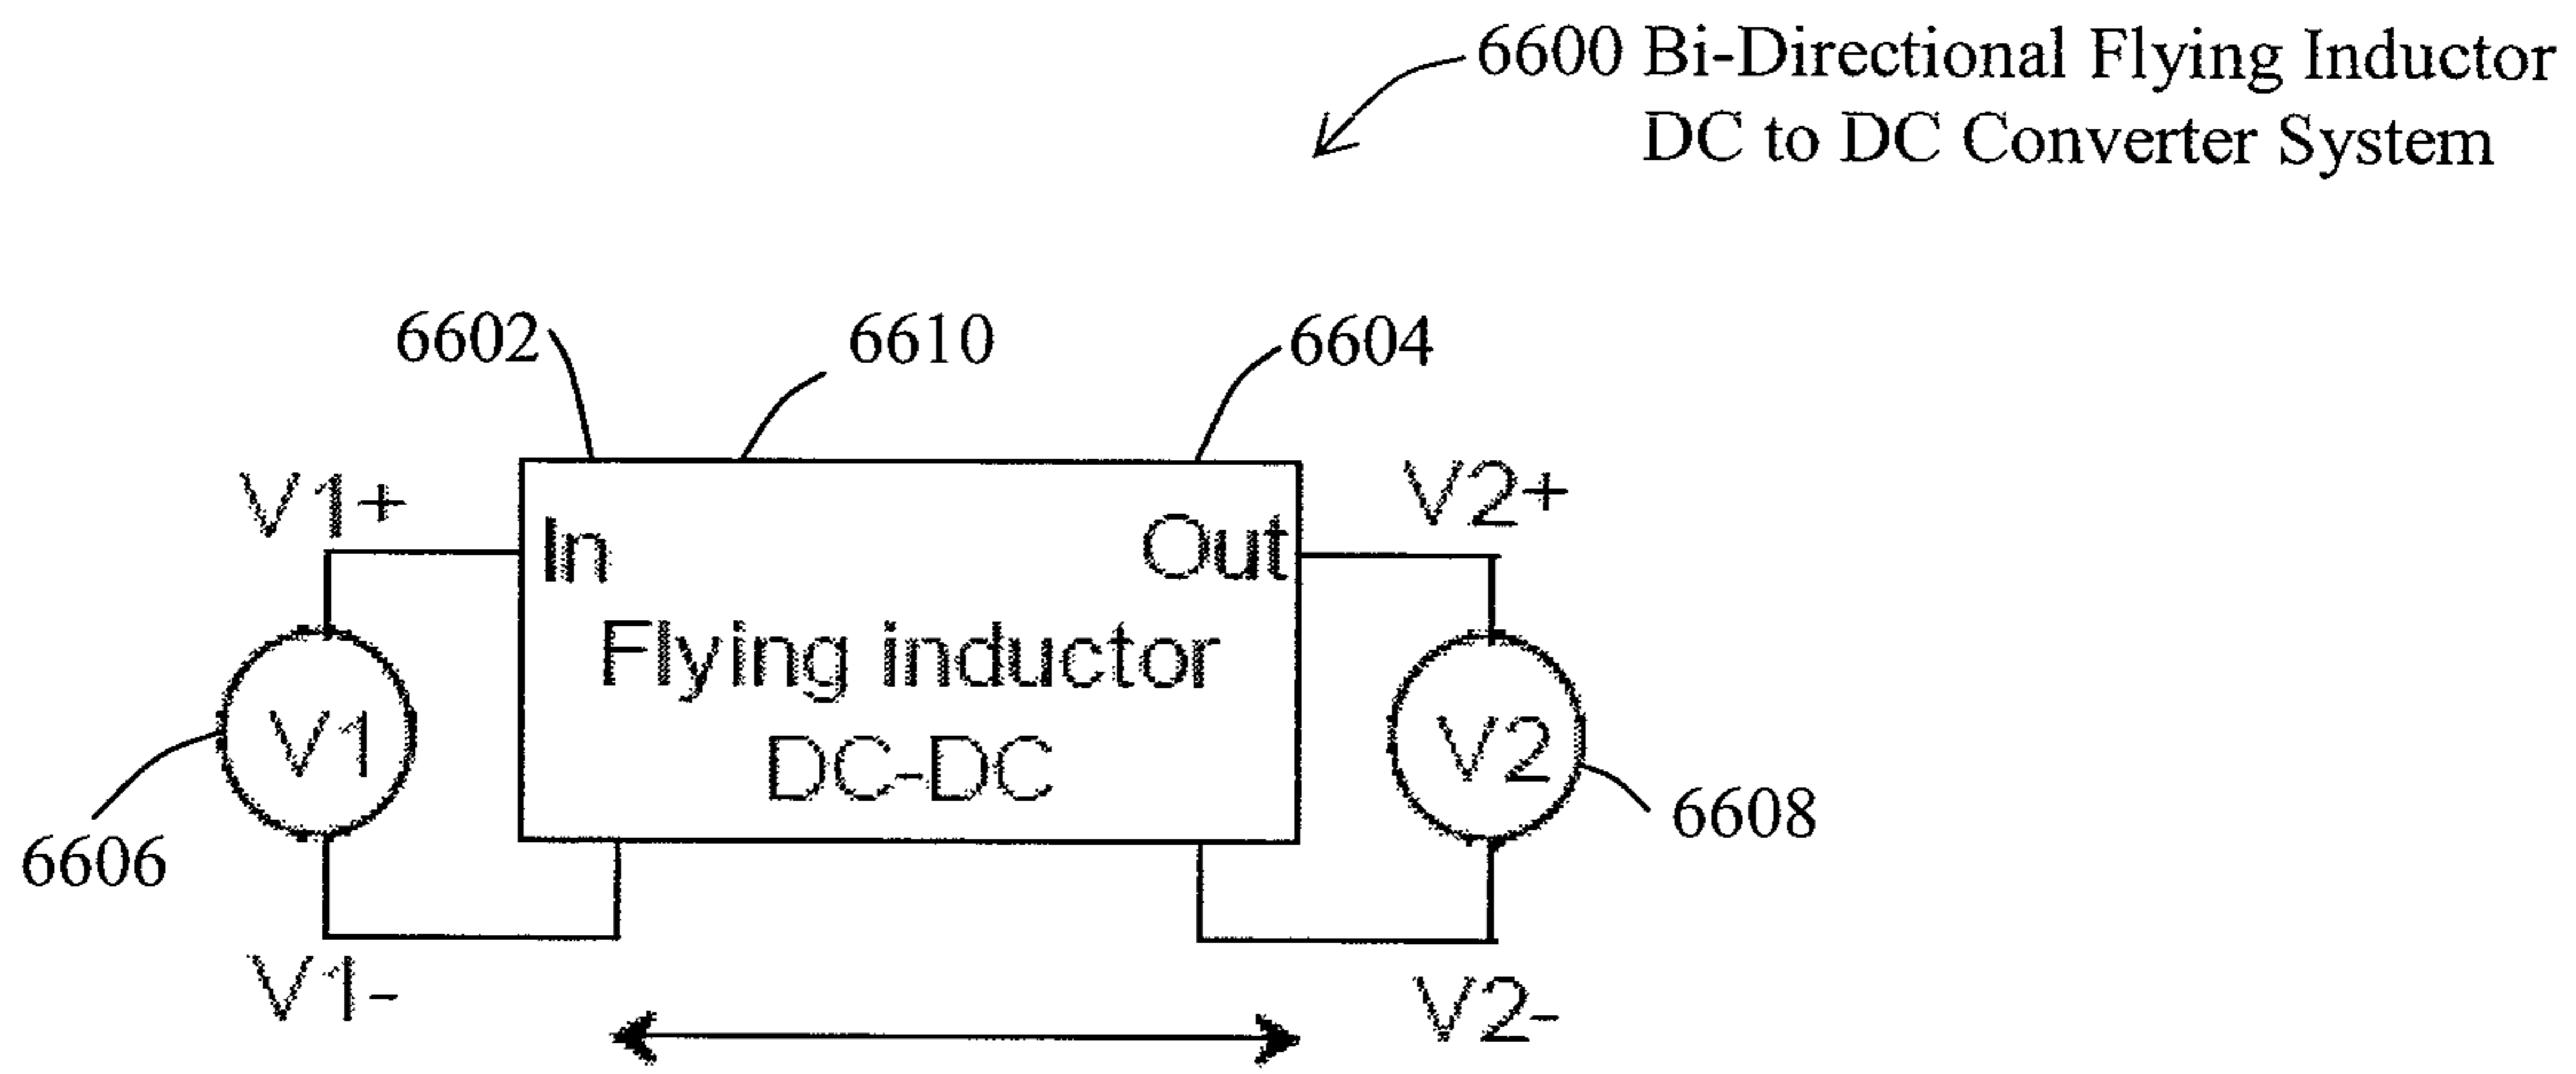 6600 Bi-Directional Flying Inductor
DC to DC Converter System
6602
6610
6604
V1+
V2+
In
Out
Flying inductor
DC-DC
V1
V2
6606
6608
V1-
V2-